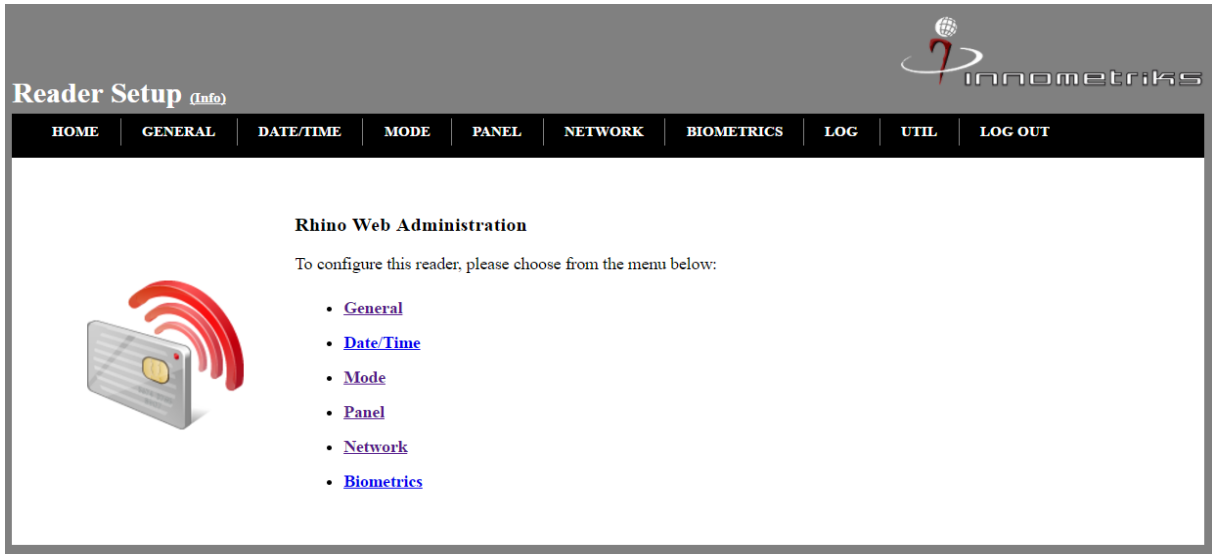 innometriks
Reader Setup (Info)
HOME GENERAL DATE/TIME MODE PANEL NETWORK BIOMETRICS LOG UTIL LOG OUT
Rhino Web Administration
To configure this reader, please choose from the menu below:
• General
• Date/Time
• Mode
• Panel
• Network
• Biometrics